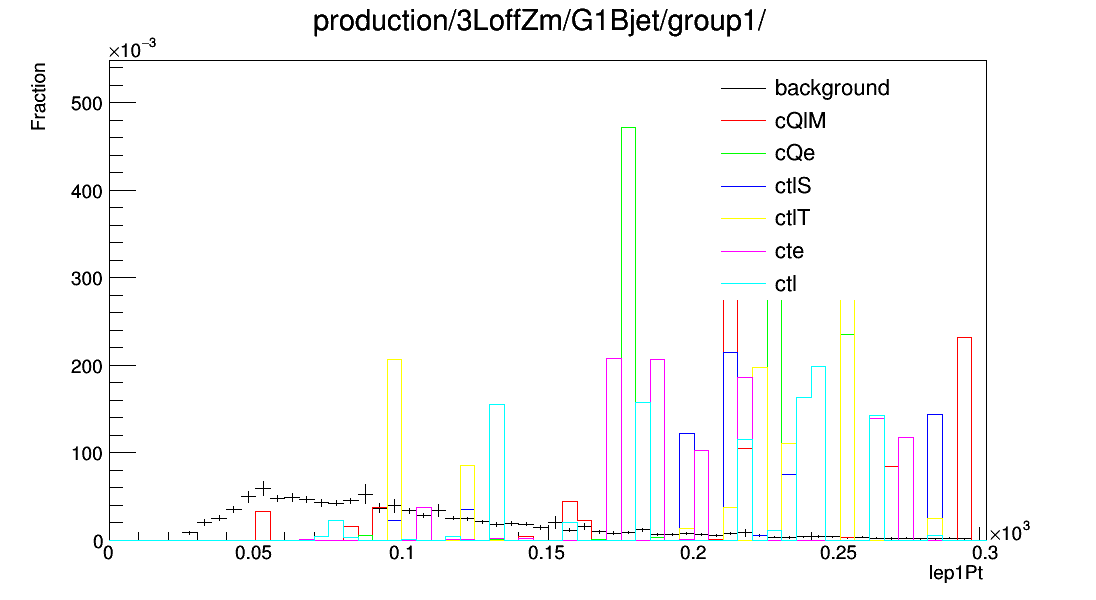 production/3LoffZm/G1Bjet/group1/
×10⁻³
Fraction
500
400
300
200
100
0
background
cQlM
cQe
ctlS
ctlT
cte
ctl
0 0.05 0.1 0.15 0.2 0.25 0.3
×10³
lep1Pt